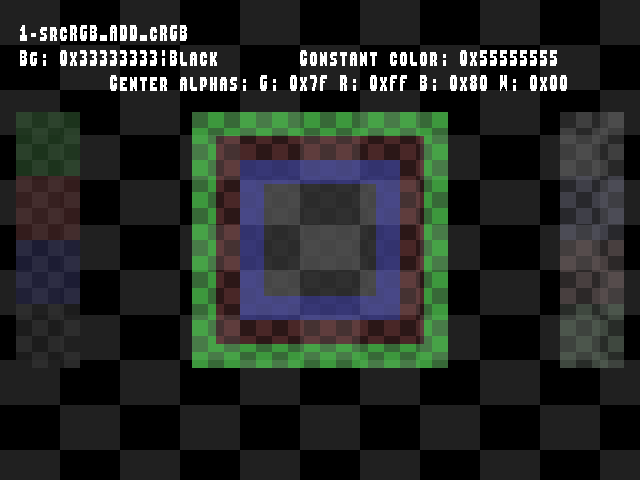 1-srcRGB_ADD_cRGB
Bg: 0x33333333;Black Constant color: 0x55555555
Center alphas: G: 0x7F R: 0xFF B: 0x80 W: 0x00